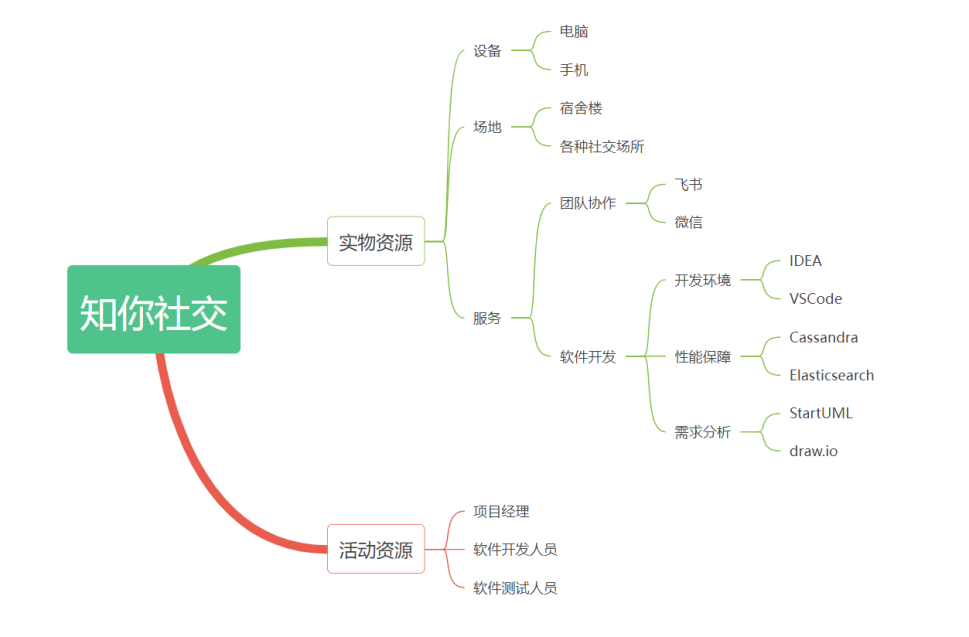 知你社交
实物资源
设备
电脑
手机
场地
宿舍楼
各种社交场所
服务
团队协作
飞书
微信
软件开发
开发环境
IDEA
VSCode
性能保障
Cassandra
Elasticsearch
需求分析
StartUML
draw.io
活动资源
项目经理
软件开发人员
软件测试人员